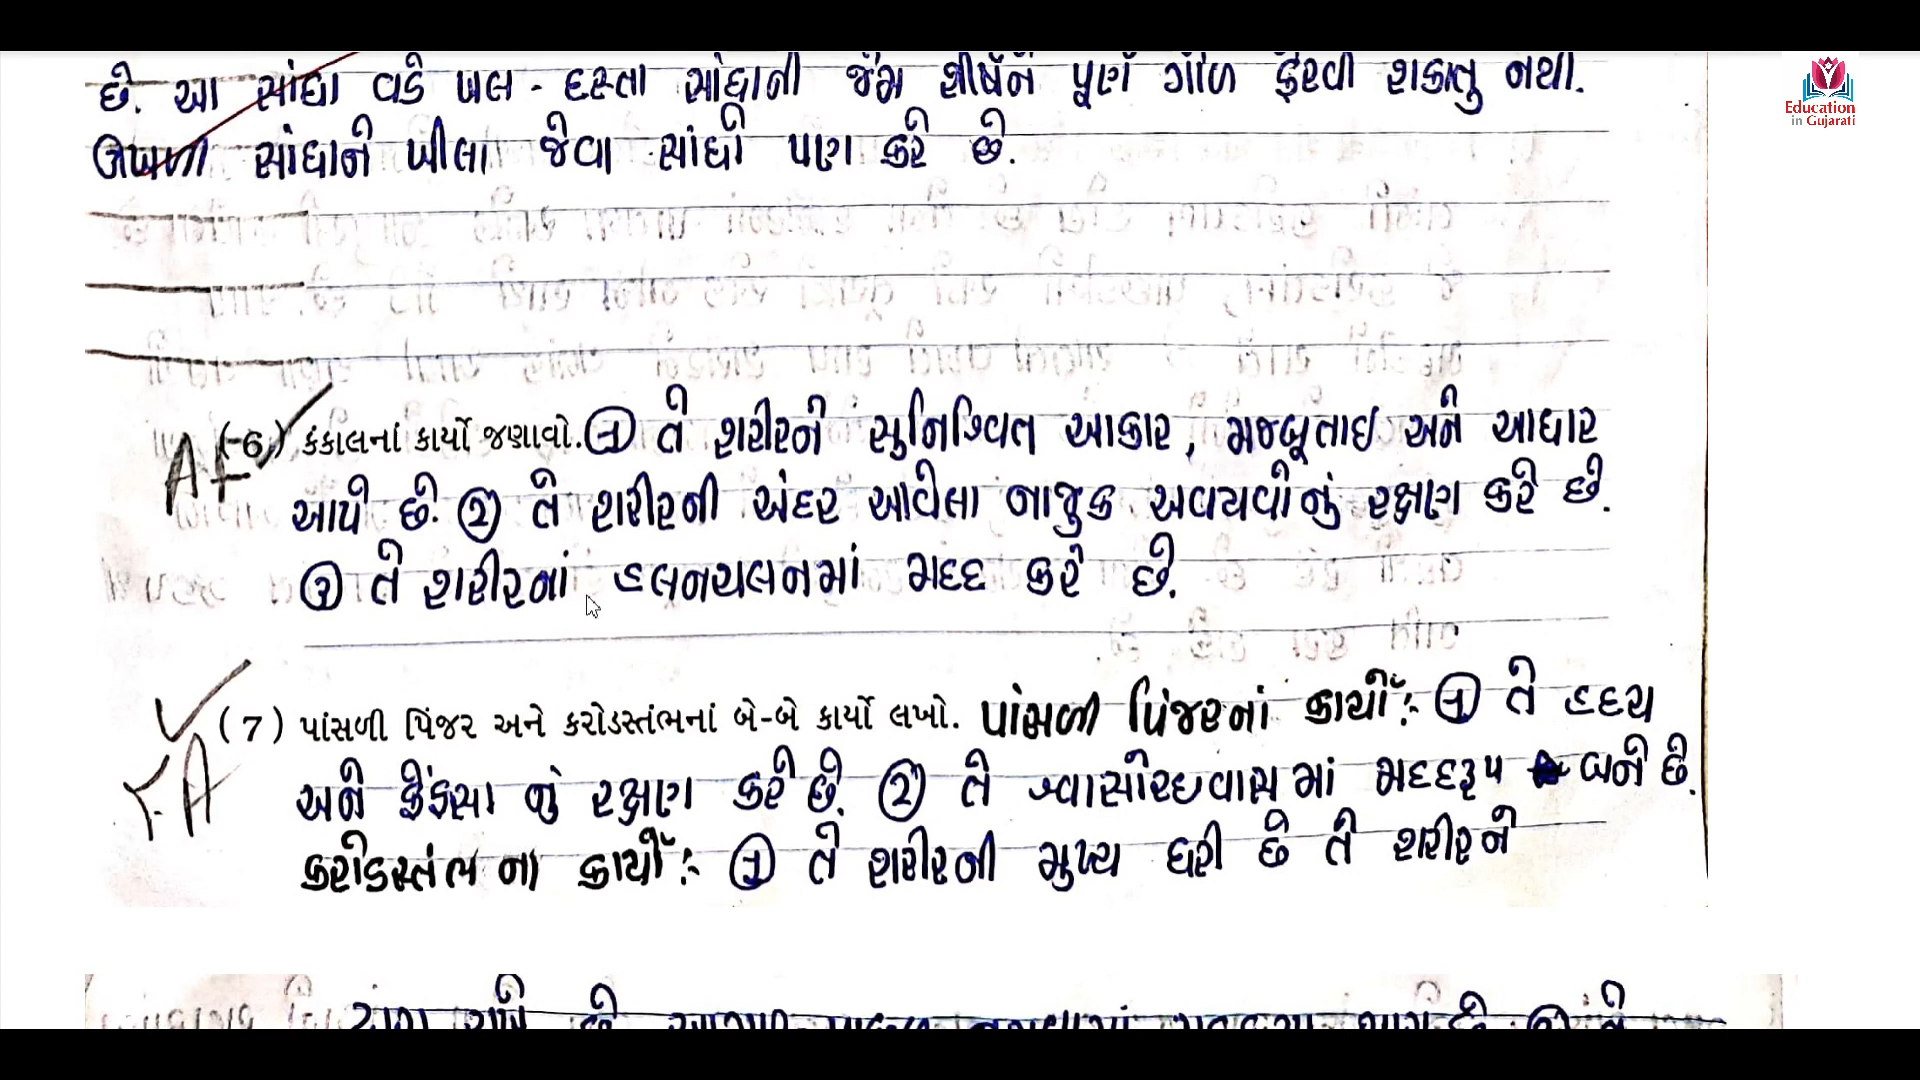 છે. આ સાંધા વડે ખલ - દસ્તા સાંધાની જેમ શીર્ષને પૂર્ણ ગોળ ફેરવી શકાતુ નથી.
Education
in Gujarati
ઉખળી સાંધાને ખીલા જેવા સાંધો પણ કહે છે.
(6) કંકાલનાં કાર્યો જણાવો. ① તે શરીરને સુનિશ્ચિત આકાર, મજબૂતાઇ અને આધાર
આપે છે. ② તે શરીરની અંદર આવેલા નાજુક અવયવોનું રક્ષણ કરે છે.
③ તે શરીરનાં હલનચલનમાં મદદ કરે છે.
(7) પાંસળી પિંજર અને કરોડસ્તંભનાં બે-બે કાર્યો લખો. પાંસળી પિંજરનાં કાર્યો :- ① તે હૃદય
અને ફેફસા નું રક્ષણ કરે છે. ② તે શ્વાસોચ્છવાસ માં મદદરૂપ બને છે.
કરોડસ્તંભ ના કાર્યો :- ① તે શરીરની મુખ્ય ધરી છે તે શરીરને